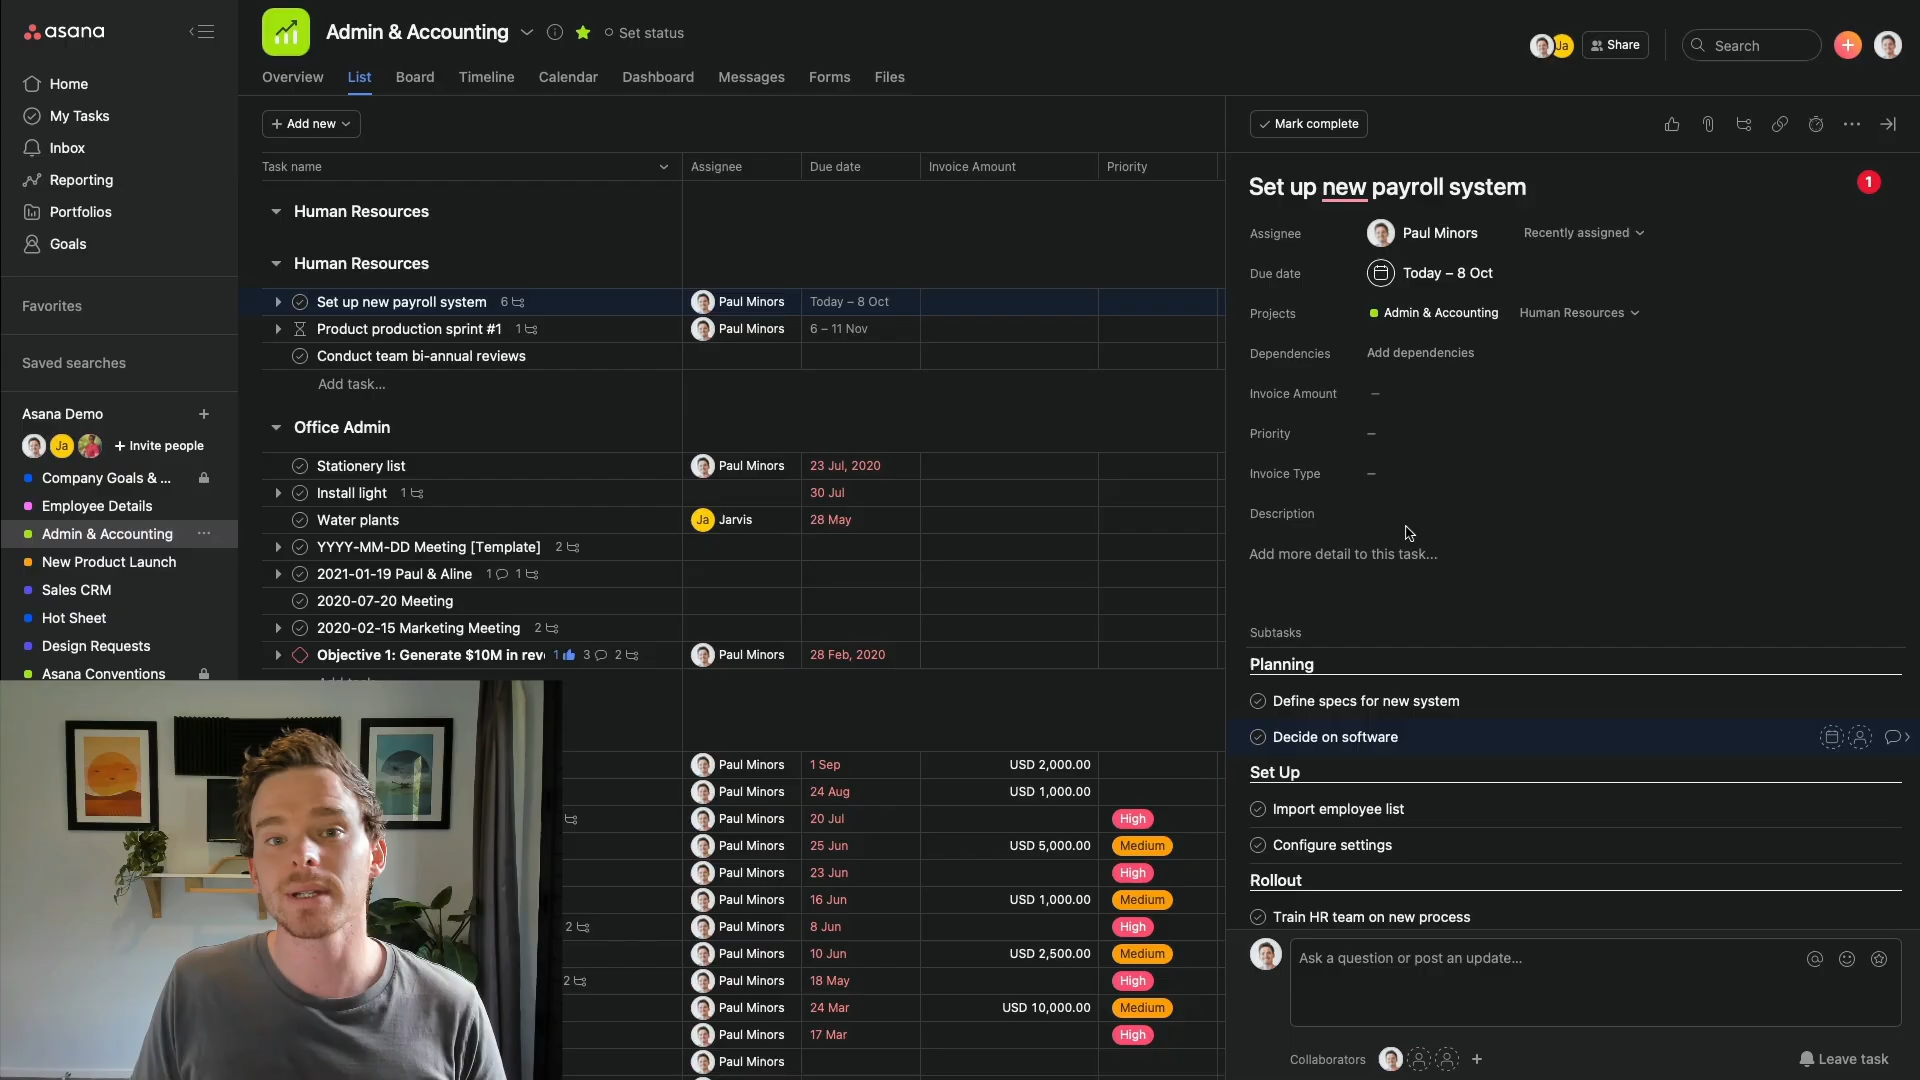 asana
Home
My Tasks
Inbox
Reporting
Portfolios
Goals
Favorites
Saved searches
Asana Demo
Ja
+ Invite people
Company Goals & ...
Employee Details
Admin & Accounting ...
New Product Launch
Sales CRM
Hot Sheet
Design Requests
Asana Conventions
Admin & Accounting
Set status
Overview List Board Timeline Calendar Dashboard Messages Forms Files
Ja Share
Search
+ Add new
Task name Assignee Due date Invoice Amount Priority
Human Resources
Human Resources
Set up new payroll system 6 Paul Minors Today – 8 Oct
Product production sprint #1 1 Paul Minors 6 – 11 Nov
Conduct team bi-annual reviews
Add task...
Office Admin
Stationery list Paul Minors 23 Jul, 2020
Install light 1 30 Jul
Water plants Ja Jarvis 28 May
YYYY-MM-DD Meeting [Template] 2
2021-01-19 Paul & Aline 1 1
2020-07-20 Meeting
2020-02-15 Marketing Meeting 2
Objective 1: Generate $10M in rev 1 3 2 Paul Minors 28 Feb, 2020
Paul Minors 1 Sep USD 2,000.00
Paul Minors 24 Aug USD 1,000.00
Paul Minors 20 Jul High
Paul Minors 25 Jun USD 5,000.00 Medium
Paul Minors 23 Jun High
Paul Minors 16 Jun USD 1,000.00 Medium
2 Paul Minors 8 Jun High
Paul Minors 10 Jun USD 2,500.00 Medium
2 Paul Minors 18 May High
Paul Minors 24 Mar USD 10,000.00 Medium
Paul Minors 17 Mar High
Paul Minors
Mark complete
Set up new payroll system
1
Assignee Paul Minors Recently assigned
Due date Today – 8 Oct
Projects Admin & Accounting Human Resources
Dependencies Add dependencies
Invoice Amount —
Priority —
Invoice Type —
Description
Add more detail to this task...
Subtasks
Planning
Define specs for new system
Decide on software
Set Up
Import employee list
Configure settings
Rollout
Train HR team on new process
Ask a question or post an update...
Collaborators
Leave task